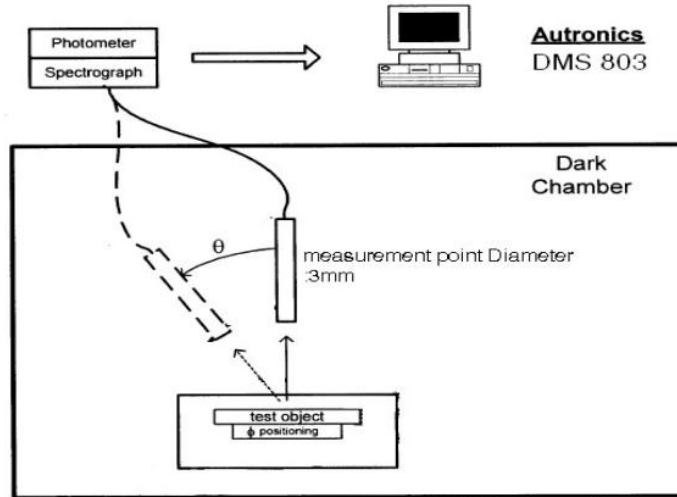 Photometer
Spectrograph
Autronics
DMS 803
Dark
Chamber
θ
measurement point Diameter
:3mm
test object
ϕ positioning